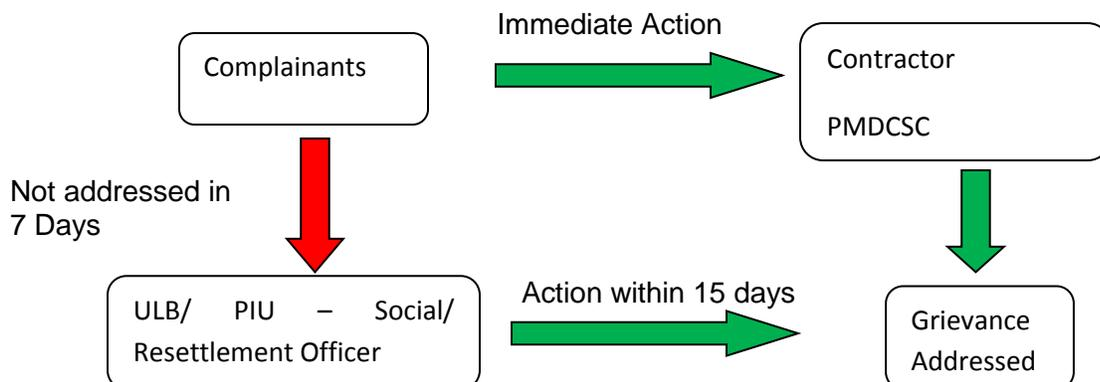 Immediate Action
Complainants
Contractor
PMDCSC
Not addressed in
7 Days
ULB/ PIU – Social/
Resettlement Officer
Action within 15 days
Grievance
Addressed